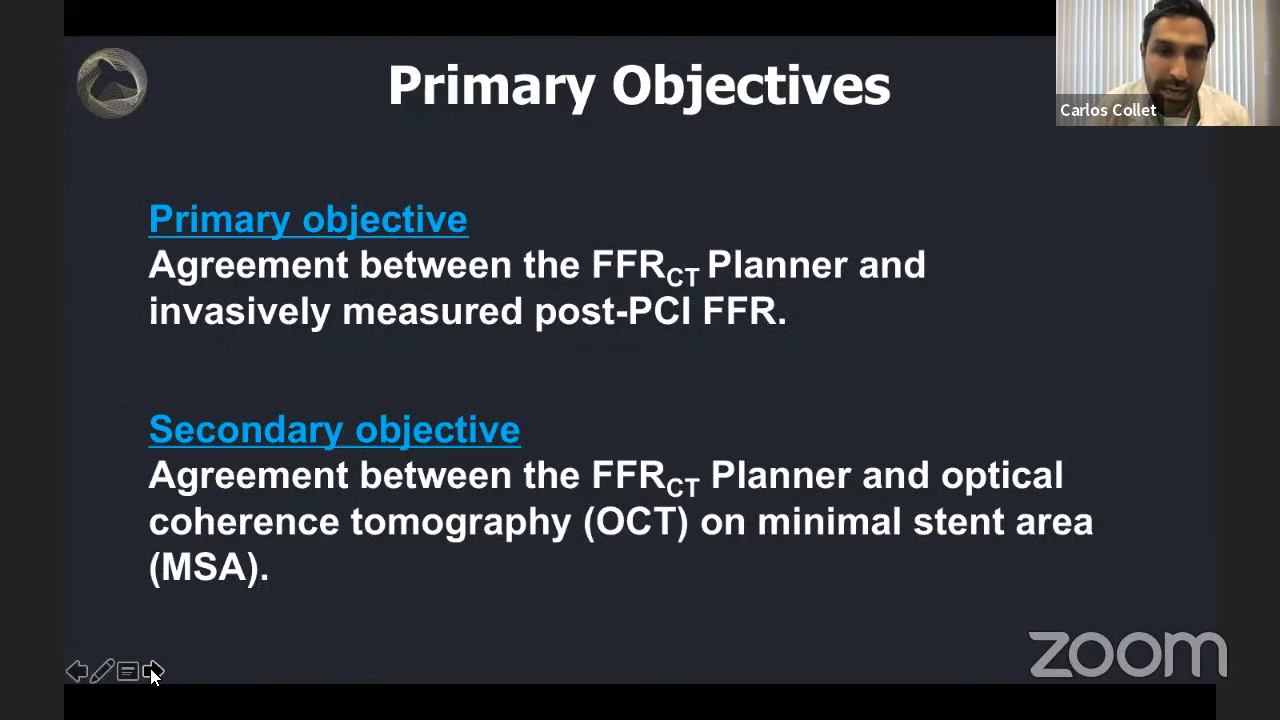 Primary Objectives
Carlos Collet
Primary objective
Agreement between the FFRCT Planner and
invasively measured post-PCI FFR.
Secondary objective
Agreement between the FFRCT Planner and optical
coherence tomography (OCT) on minimal stent area
(MSA).
zoom